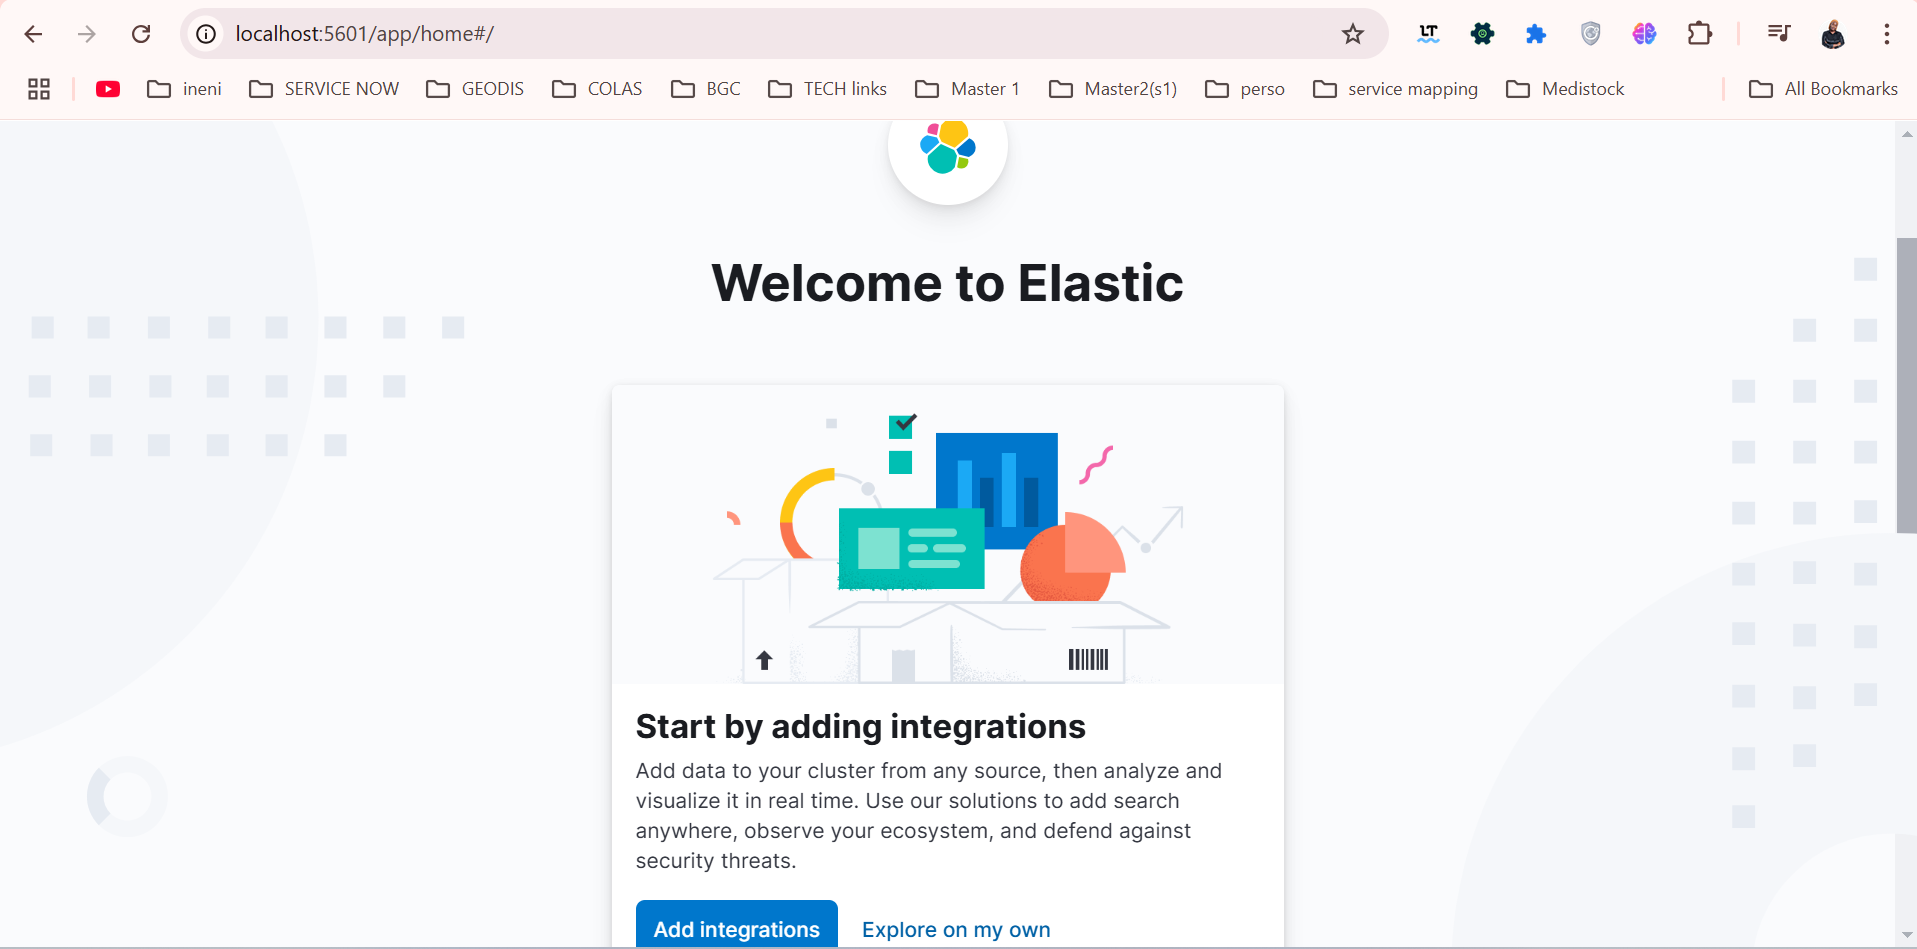 localhost:5601/app/home#/
LT
ineni SERVICE NOW GEODIS COLAS BGC TECH links Master 1 Master2(s1) perso service mapping Medistock All Bookmarks
Welcome to Elastic
Start by adding integrations
Add data to your cluster from any source, then analyze and
visualize it in real time. Use our solutions to add search
anywhere, observe your ecosystem, and defend against
security threats.
Add integrations Explore on my own